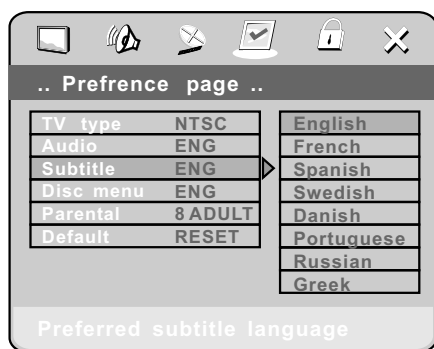 .. Prefrence page ..
TV type NTSC
Audio ENG
Subtitle ENG
Disc menu ENG
Parental 8 ADULT
Default RESET
English
French
Spanish
Swedish
Danish
Portuguese
Russian
Greek
Preferred subtitle language